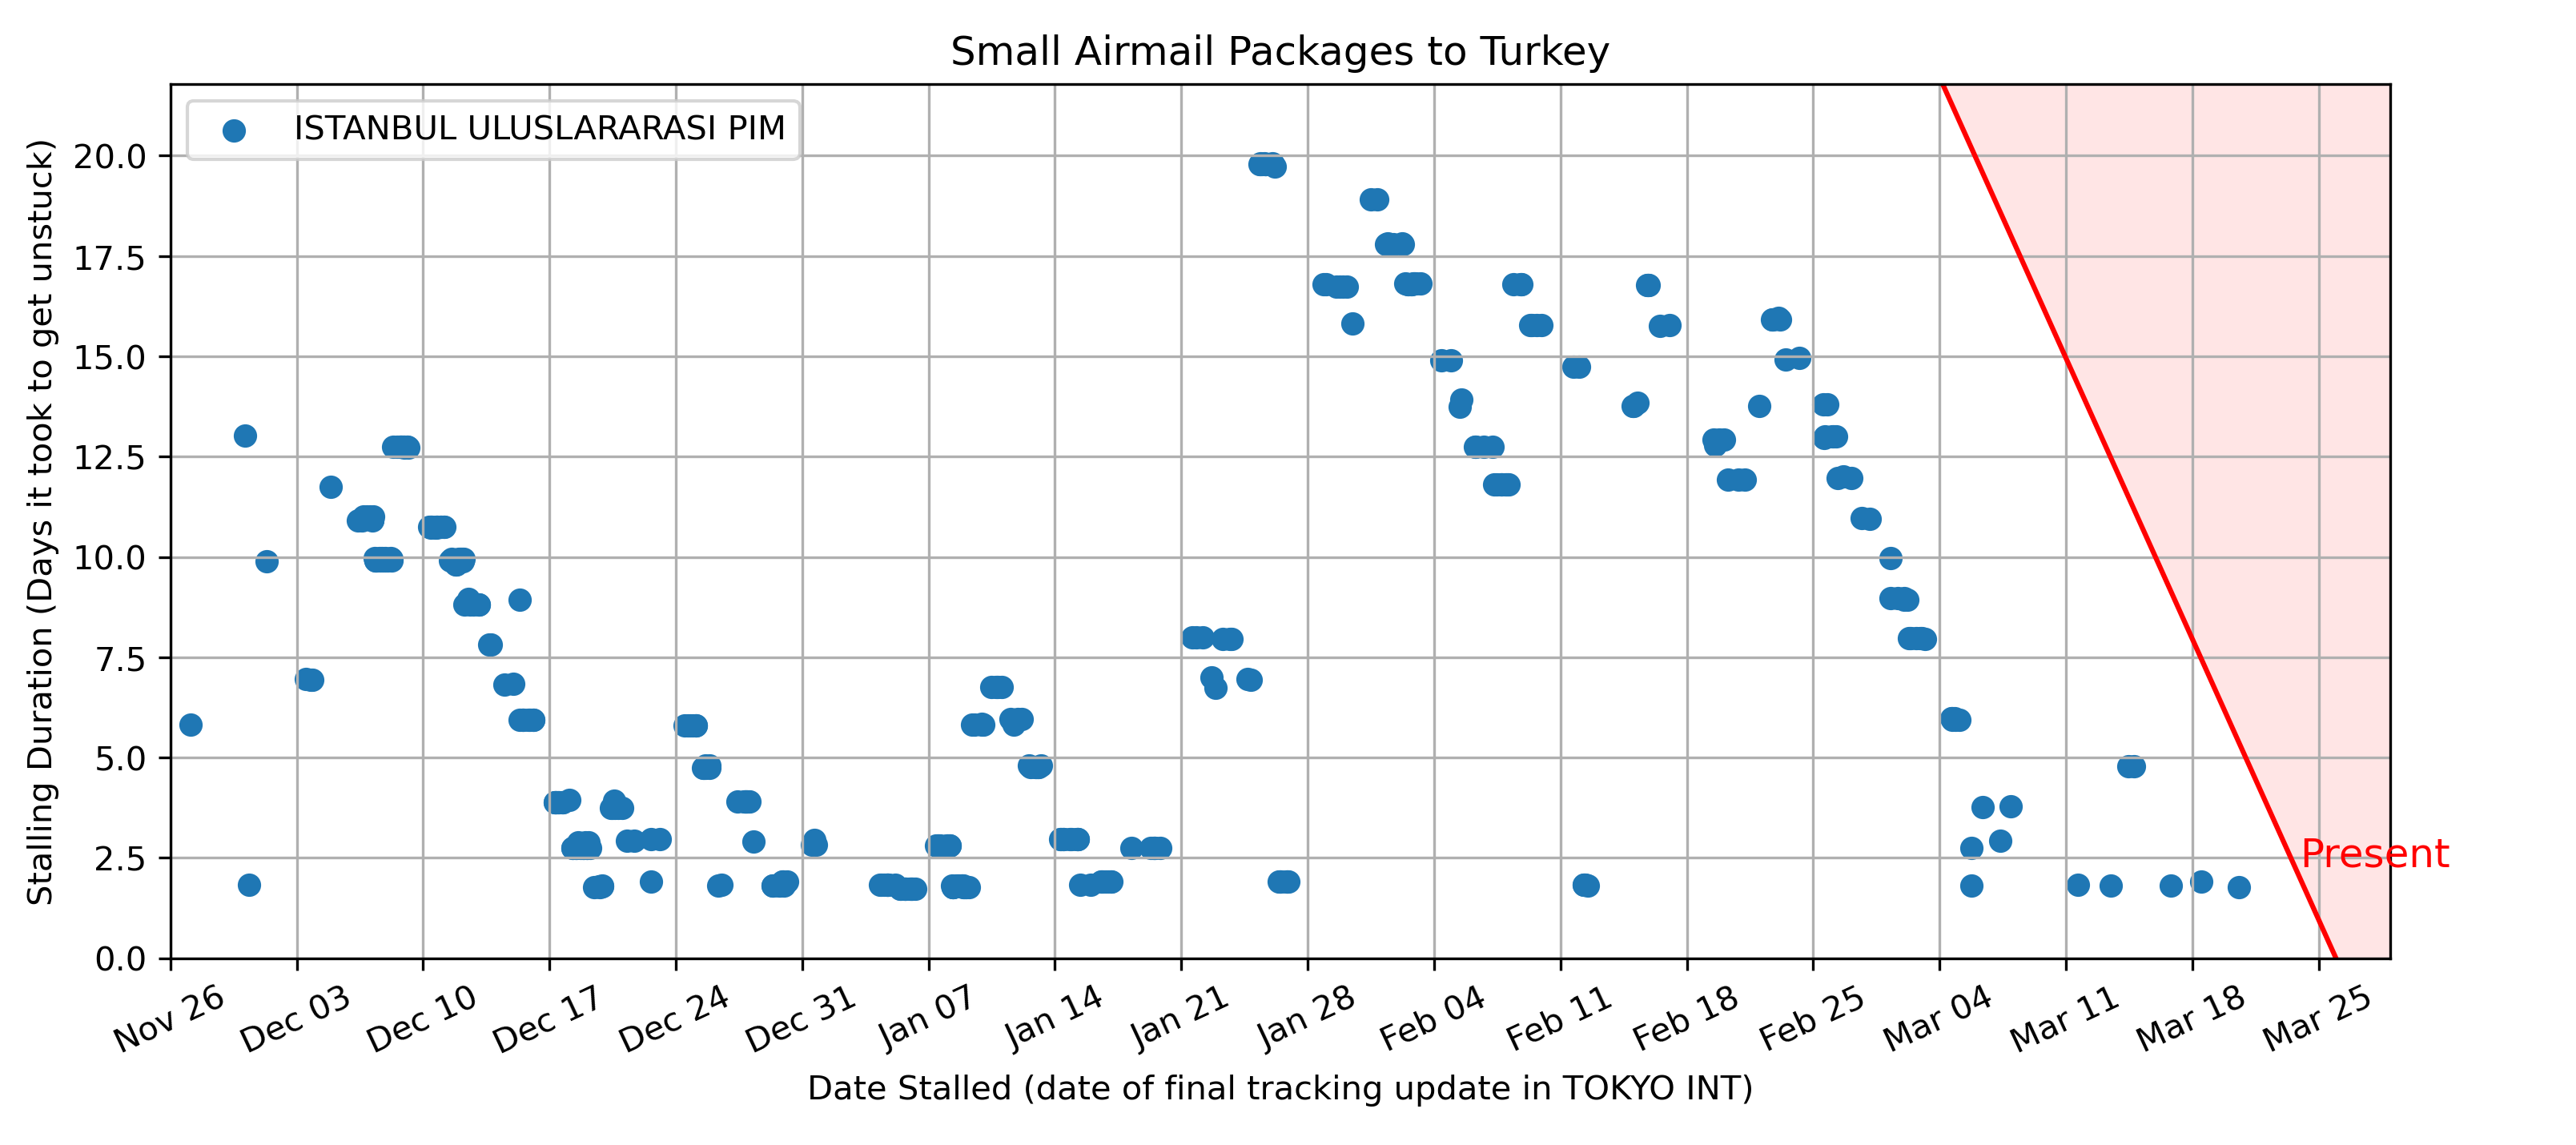 Small Airmail Packages to Turkey
ISTANBUL ULUSLARARASI PIM
Stalling Duration (Days it took to get unstuck)
20.0
17.5
15.0
12.5
10.0
7.5
5.0
2.5
0.0
Present
Nov 26
Dec 03
Dec 10
Dec 17
Dec 24
Dec 31
Jan 07
Jan 14
Jan 21
Jan 28
Feb 04
Feb 11
Feb 18
Feb 25
Mar 04
Mar 11
Mar 18
Mar 25
Date Stalled (date of final tracking update in TOKYO INT)